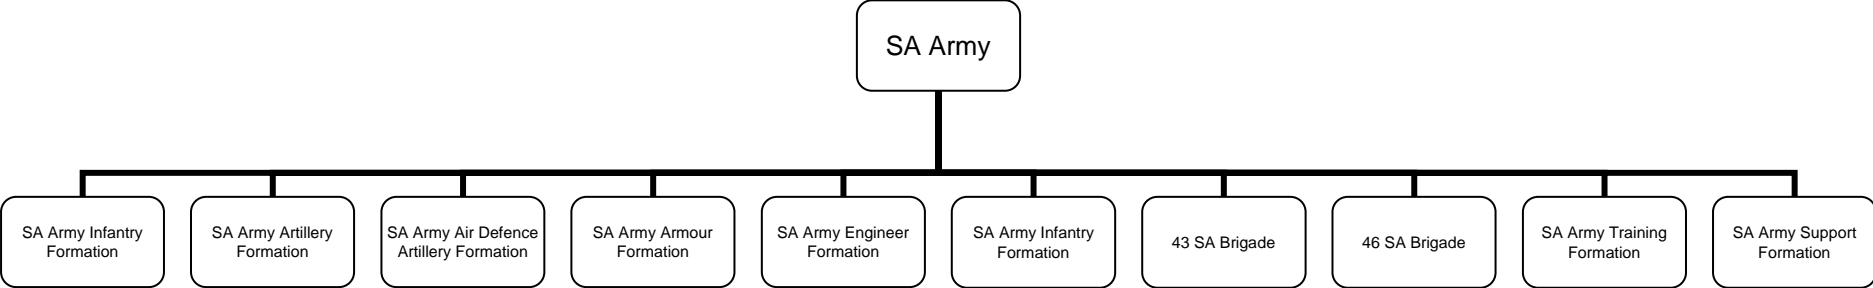 SA Army
SA Army Infantry
Formation
SA Army Artillery
Formation
SA Army Air Defence
Artillery Formation
SA Army Armour
Formation
SA Army Engineer
Formation
SA Army Infantry
Formation
43 SA Brigade
46 SA Brigade
SA Army Training
Formation
SA Army Support
Formation